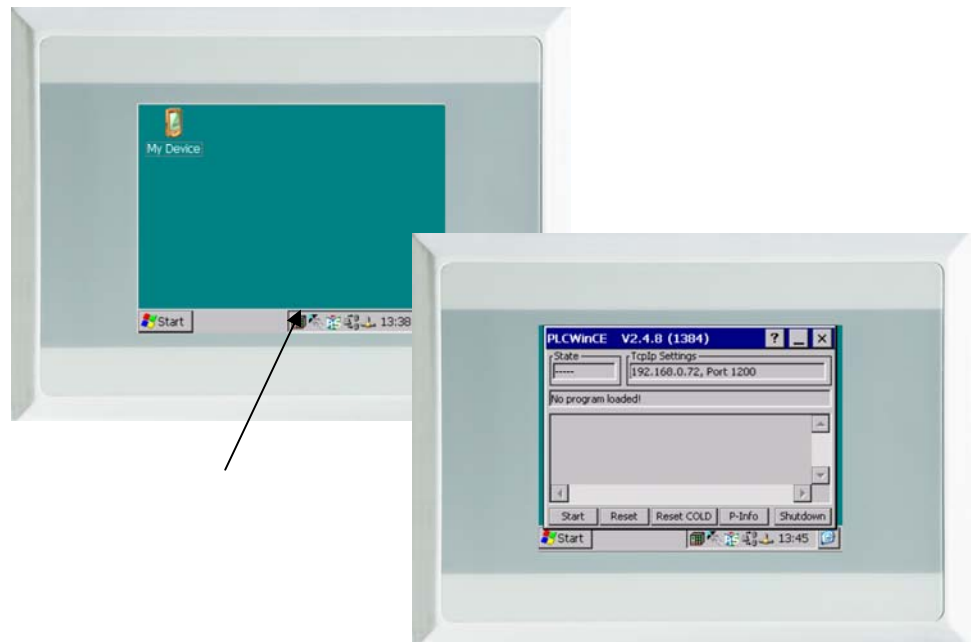 My Device
Start
13:38
PLCWinCE V2.4.8 (1384)
? _ ×
State
TcpIp Settings
-----
192.168.0.72, Port 1200
No program loaded!
Start Reset Reset COLD P-Info Shutdown
Start
13:45